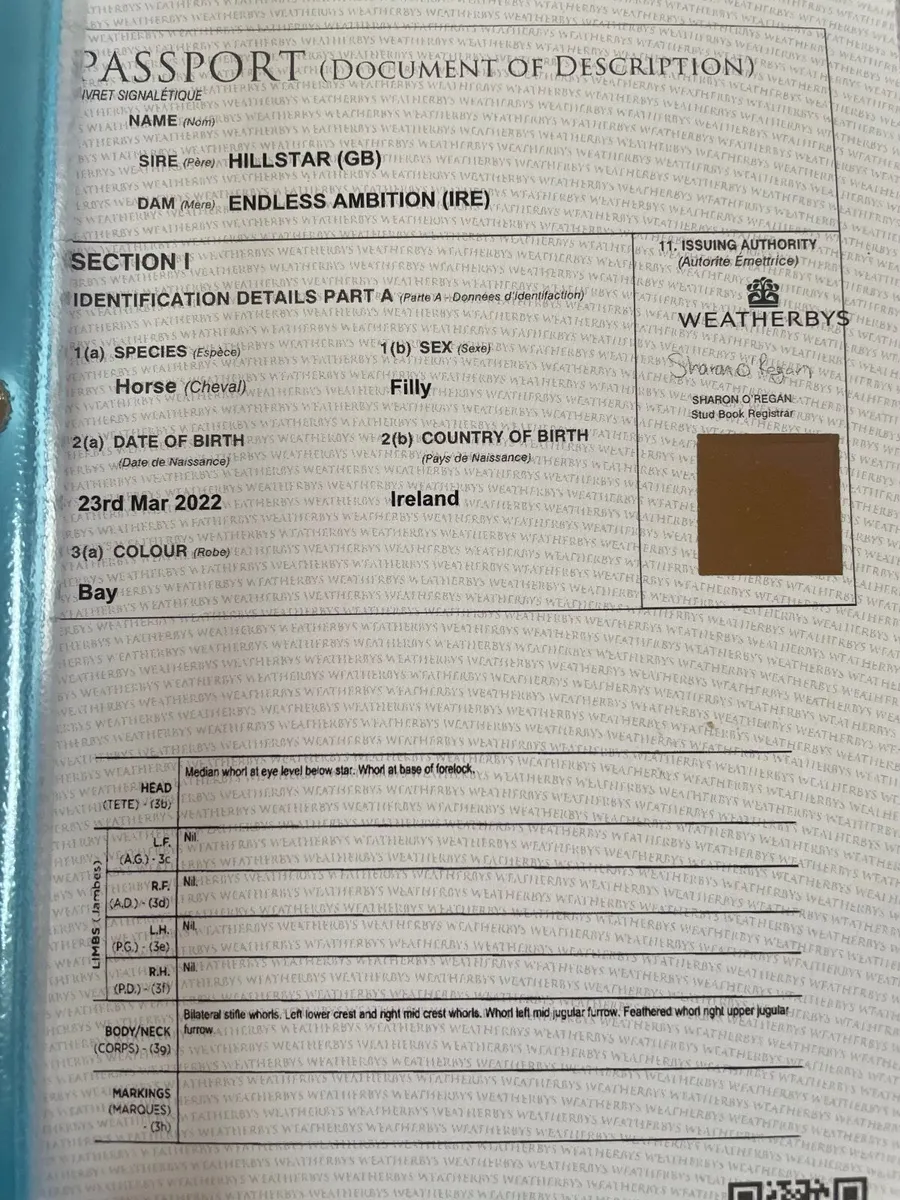 PASSPORT (DOCUMENT OF DESCRIPTION)
IVRET SIGNALÉTIQUE
NAME (Nom)
SIRE (Père) HILLSTAR (GB)
DAM (Mère) ENDLESS AMBITION (IRE)
SECTION I
IDENTIFICATION DETAILS PART A (Partie A - Données d'identifaction)
1(a) SPECIES (Espèce)
1(b) SEX (Sexe)
Horse (Cheval)
Filly
2(a) DATE OF BIRTH
(Date de Naissance)
2(b) COUNTRY OF BIRTH
(Pays de Naissance)
23rd Mar 2022
Ireland
3(a) COLOUR (Robe)
Bay
11. ISSUING AUTHORITY
(Autorité Emettrice)
WEATHERBYS
Sharon O'Regan
SHARON O'REGAN
Stud Book Registrar
HEAD
(TETE) - (3b)
Median whorl at eye level below star. Whorl at base of forelock.
LIMBS (Jambes)
L.F.
(A.G.) - 3c
Nil.
R.F.
(A.D.) - (3d)
Nil.
L.H.
(P.G.) - (3e)
Nil.
R.H.
(P.D.) - (3f)
Nil.
BODY/NECK
(CORPS) - (3g)
Bilateral stifle whorls. Left lower crest and right mid crest whorls. Whorl left mid jugular furrow. Feathered whorl right upper jugular
furrow.
MARKINGS
(MARQUES)
- (3h)